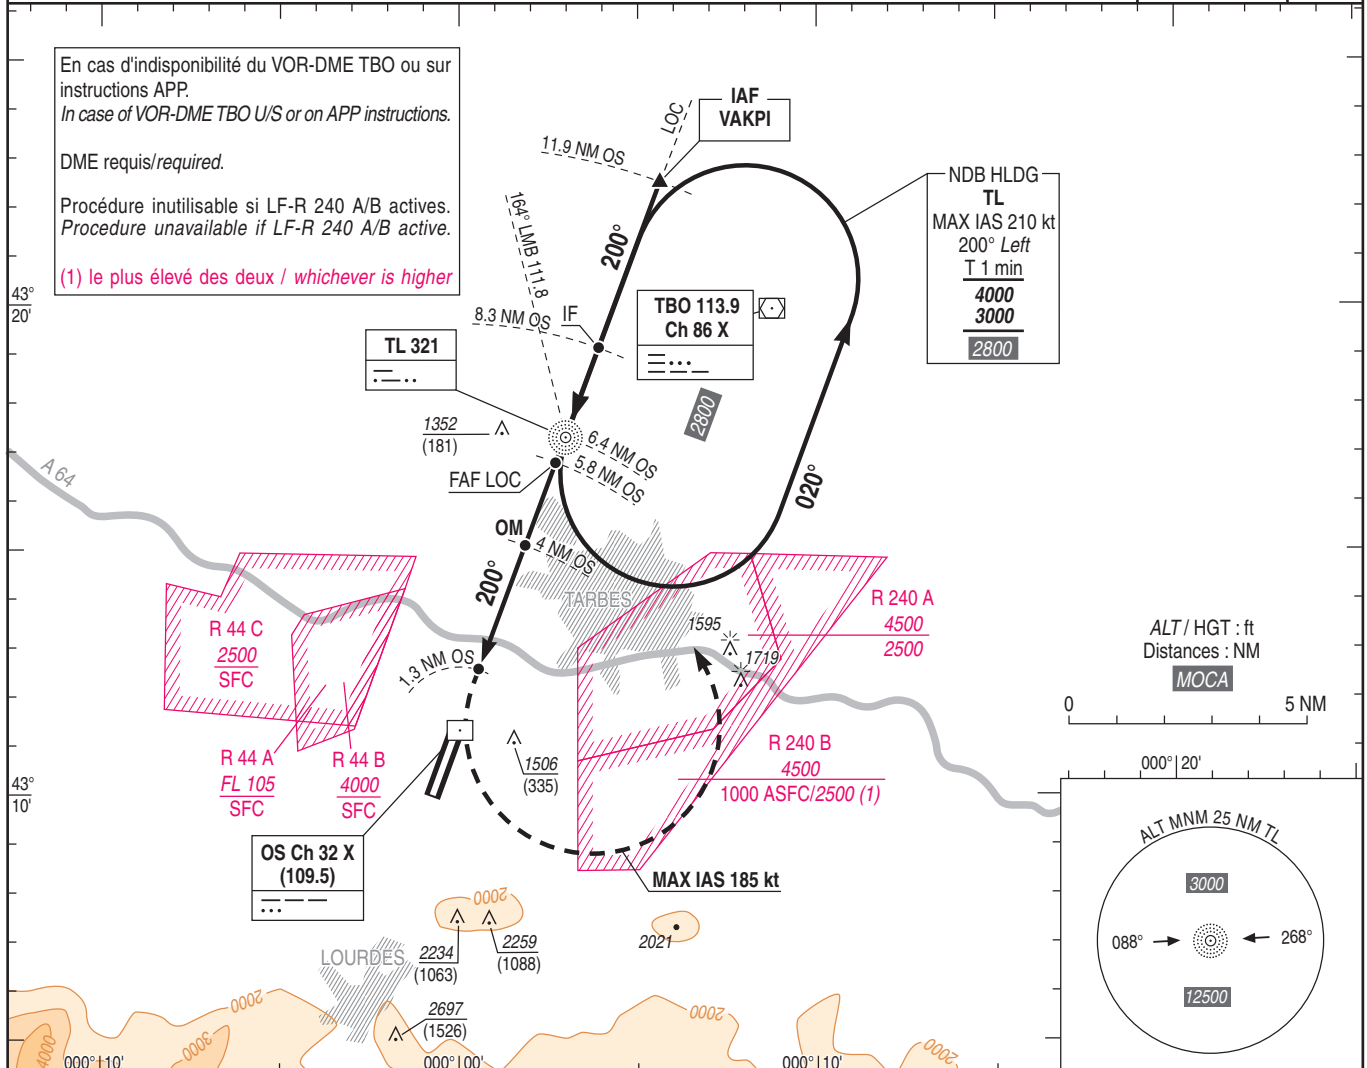 En cas d'indisponibilité du VOR-DME TBO ou sur
instructions APP.
In case of VOR-DME TBO U/S or on APP instructions.
DME requis/required.
Procédure inutilisable si LF-R 240 A/B actives.
Procedure unavailable if LF-R 240 A/B active.
(1) le plus élevé des deux / whichever is higher
IAF
VAKPI
LOC
11.9 NM OS
164° LMB 111.8
200°
NDB HLDG
TL
MAX IAS 210 kt
200° Left
T 1 min
4000
3000
2800
43°
20'
8.3 NM OS
IF
TBO 113.9
Ch 86 X
TL 321
2800
1352
(181)
6.4 NM OS
5.8 NM OS
FAF LOC
020°
A 64
OM
4 NM OS
200°
TARBES
R 240 A
4500
2500
1595
1719
R 44 C
2500
SFC
1.3 NM OS
ALT / HGT : ft
Distances : NM
MOCA
0
5 NM
R 44 A
FL 105
SFC
R 44 B
4000
SFC
1506
(335)
R 240 B
4500
1000 ASFC/2500 (1)
000° 20'
43°
10'
OS Ch 32 X
(109.5)
MAX IAS 185 kt
ALT MNM 25 NM TL
3000
088°
268°
12500
2000
2234
(1063)
2259
(1088)
2021
LOURDES
2697
(1526)
2000
3000
4000
2000
2000
000° 10'
000° 00'
000° 10'